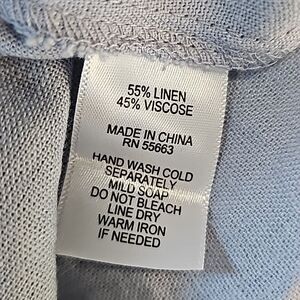 55% LINEN
45% VISCOSE
MADE IN CHINA
RN 55663
HAND WASH COLD
SEPARATELY
MILD SOAP
DO NOT BLEACH
LINE DRY
WARM IRON
IF NEEDED